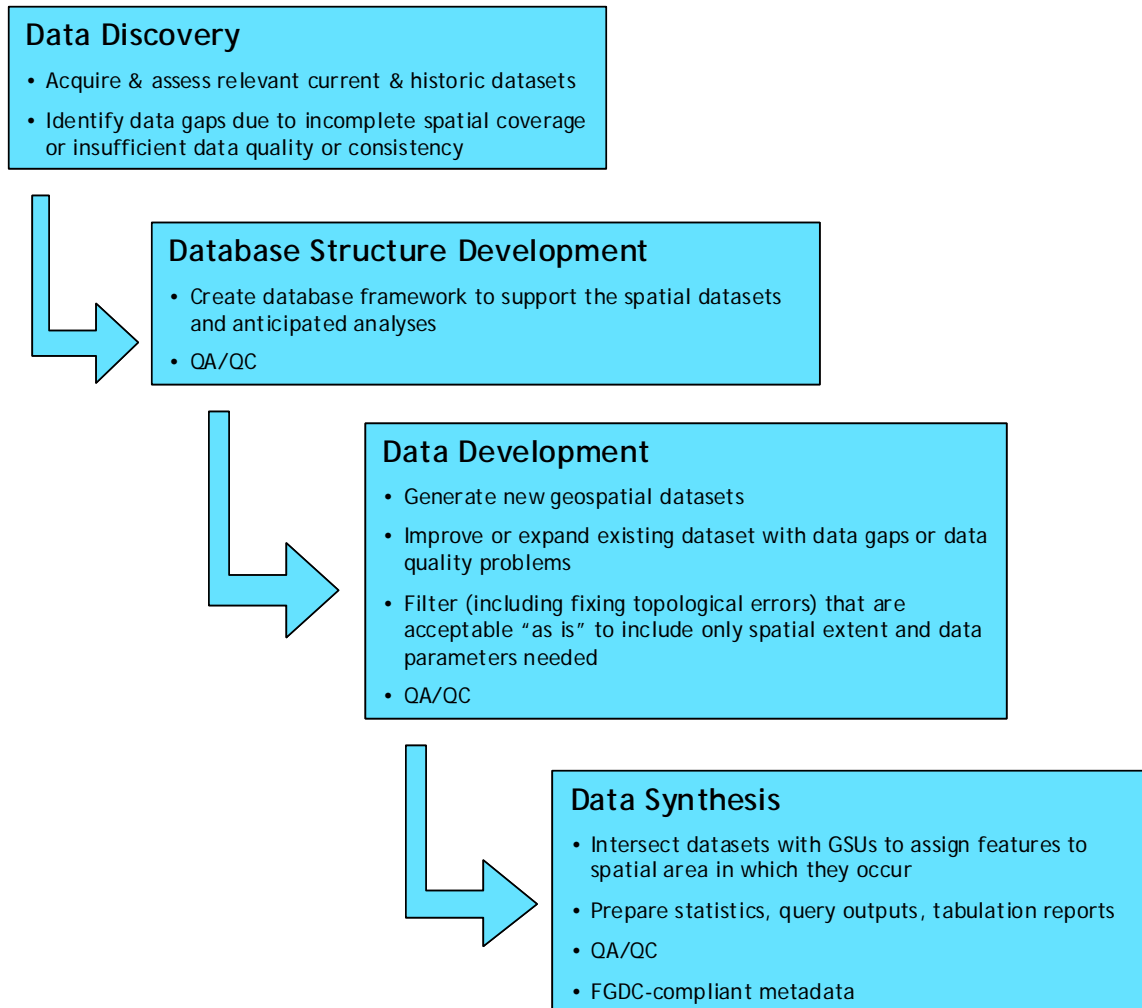 Data Discovery
• Acquire & assess relevant current & historic datasets
• Identify data gaps due to incomplete spatial coverage
or insufficient data quality or consistency
Database Structure Development
• Create database framework to support the spatial datasets
and anticipated analyses
• QA/QC
Data Development
• Generate new geospatial datasets
• Improve or expand existing dataset with data gaps or data
quality problems
• Filter (including fixing topological errors) that are
acceptable “as is” to include only spatial extent and data
parameters needed
• QA/QC
Data Synthesis
• Intersect datasets with GSUs to assign features to
spatial area in which they occur
• Prepare statistics, query outputs, tabulation reports
• QA/QC
• FGDC-compliant metadata